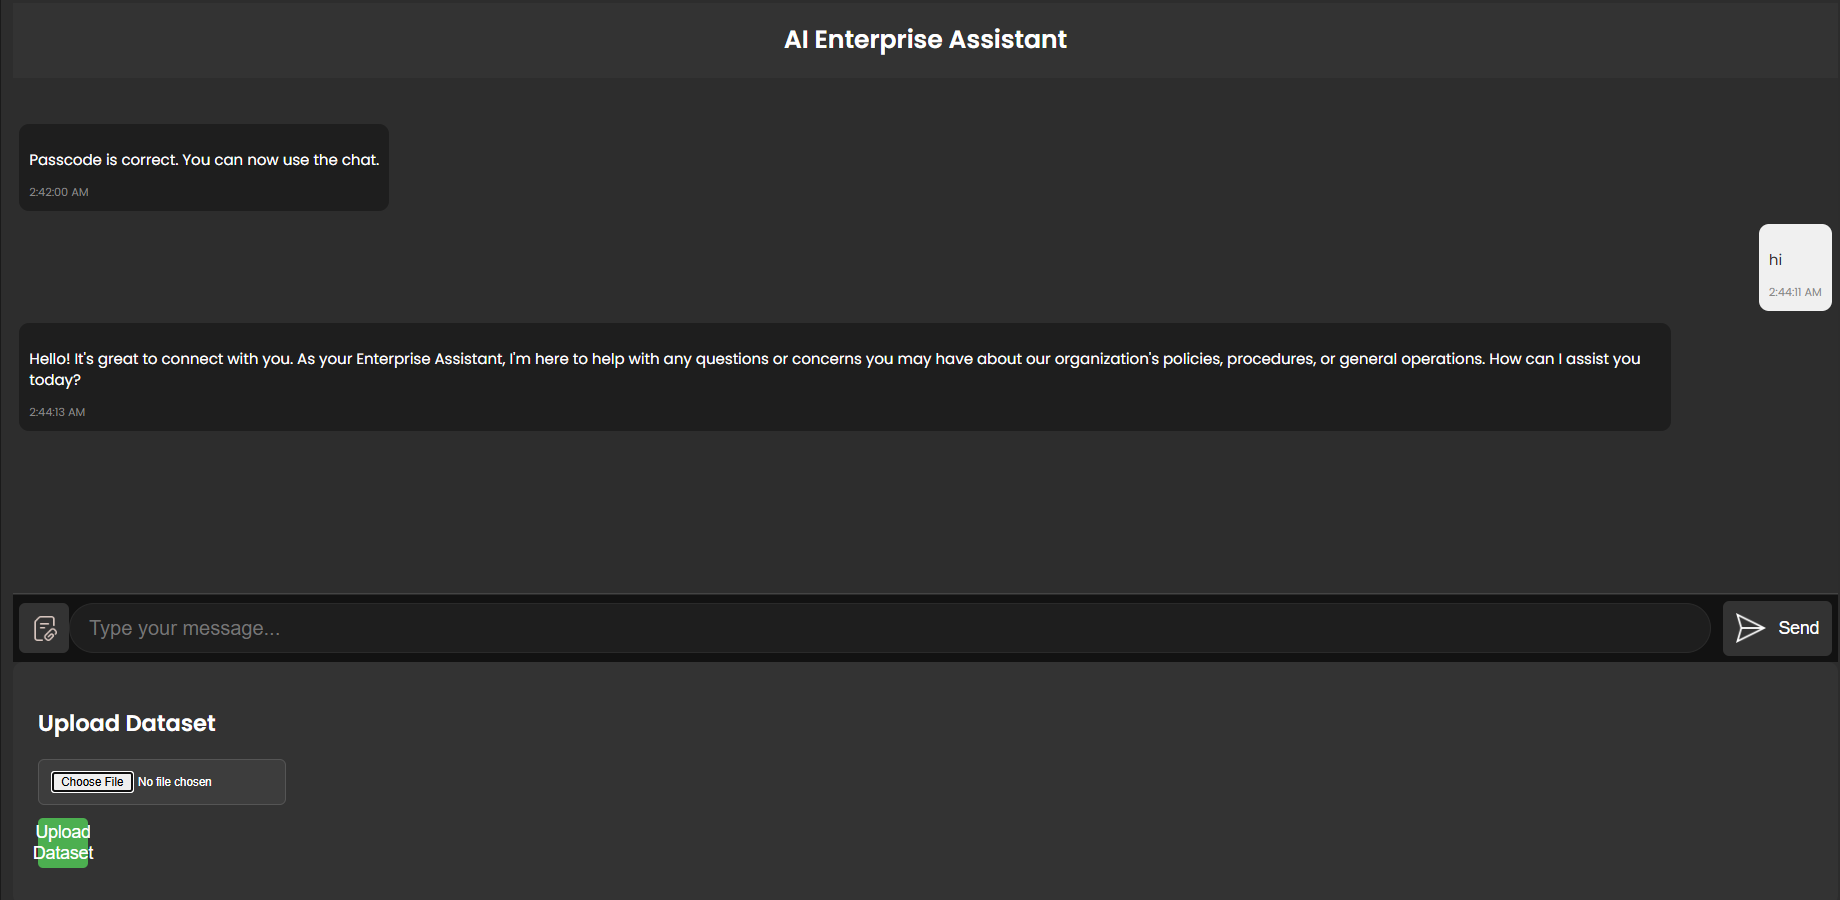 AI Enterprise Assistant
Passcode is correct. You can now use the chat.
2:42:00 AM
hi
2:44:11 AM
Hello! It's great to connect with you. As your Enterprise Assistant, I'm here to help with any questions or concerns you may have about our organization's policies, procedures, or general operations. How can I assist you
today?
2:44:13 AM
Type your message...
Send
Upload Dataset
Choose File No file chosen
Upload
Dataset